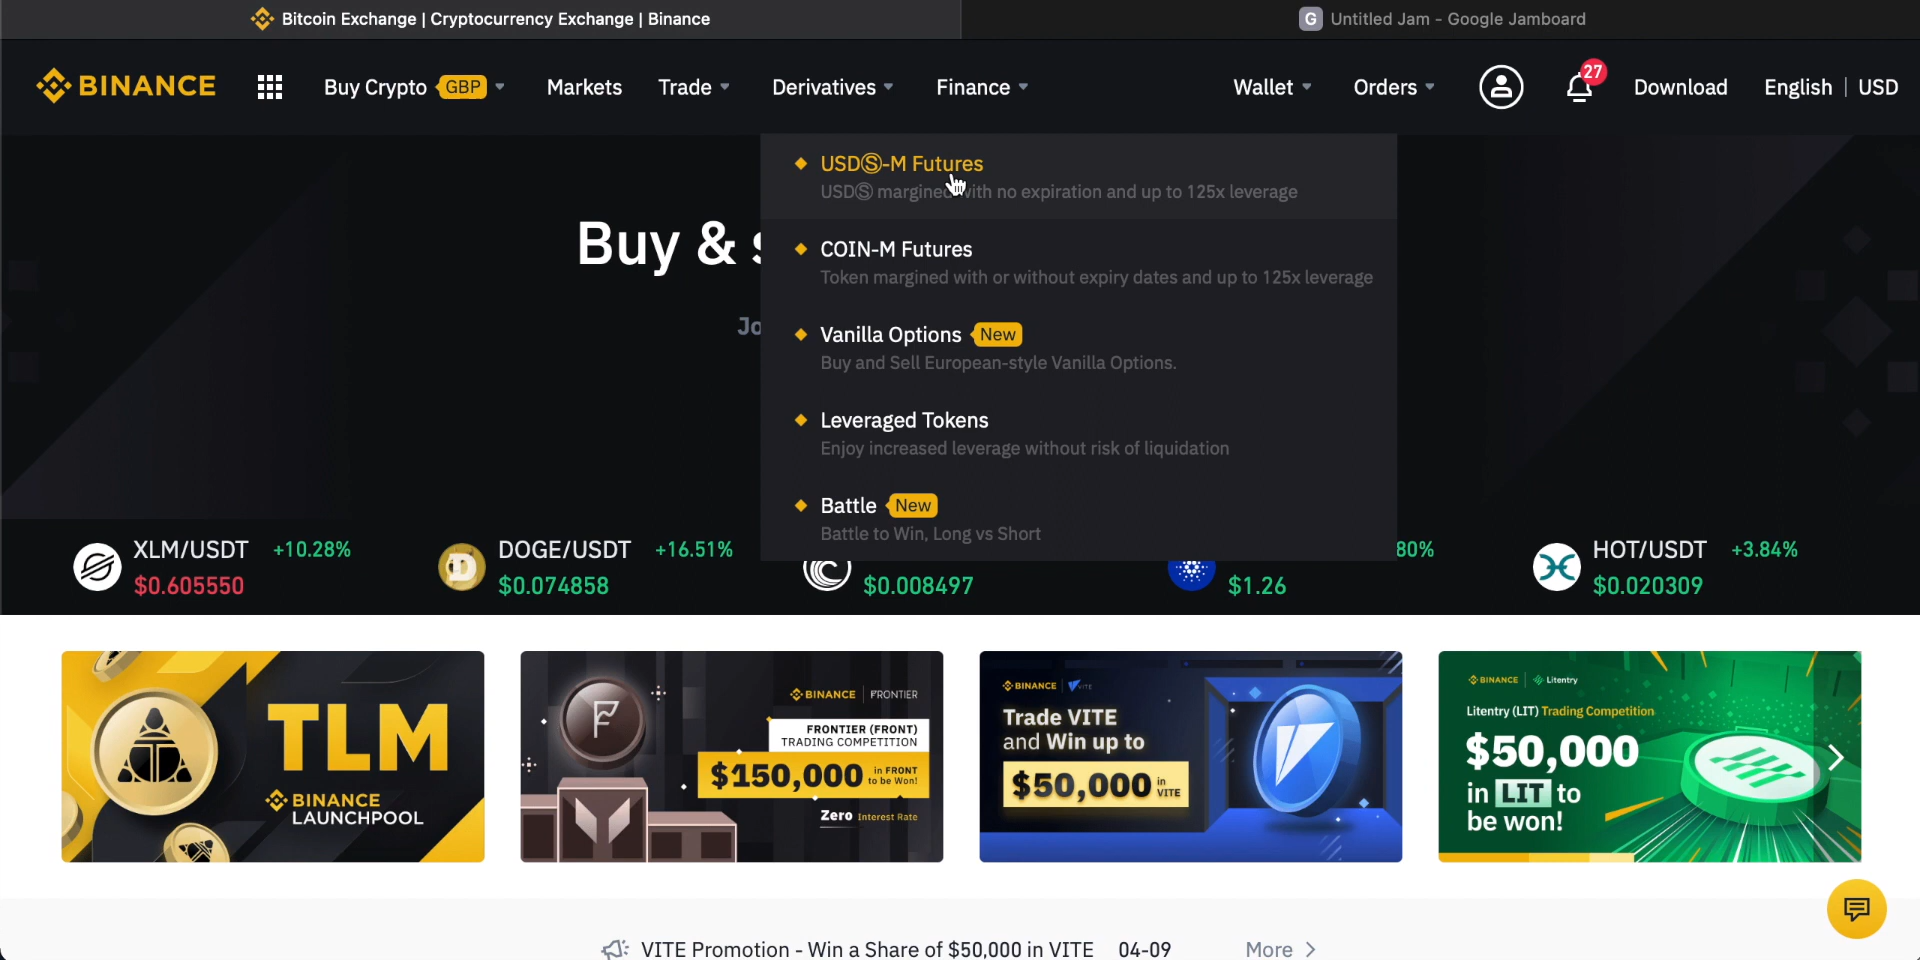 Bitcoin Exchange | Cryptocurrency Exchange | Binance
G Untitled Jam - Google Jamboard
BINANCE Buy Crypto GBP Markets Trade Derivatives Finance Wallet Orders 27 Download English | USD
USDⓈ-M Futures
USDⓈ margined with no expiration and up to 125x leverage
COIN-M Futures
Token margined with or without expiry dates and up to 125x leverage
Vanilla Options New
Buy and Sell European-style Vanilla Options.
Leveraged Tokens
Enjoy increased leverage without risk of liquidation
Battle New
Battle to Win, Long vs Short
Buy & s
Jo
XLM/USDT +10.28%
$0.605550
DOGE/USDT +16.51%
$0.074858
$0.008497
80%
$1.26
HOT/USDT +3.84%
$0.020309
TLM
BINANCE
LAUNCHPOOL
BINANCE | FRONTIER
FRONTIER (FRONT)
TRADING COMPETITION
$150,000 in FRONT
to be Won!
Zero Interest Rate
BINANCE | VITE
Trade VITE
and Win up to
$50,000 in
VITE
BINANCE | Litentry
Litentry (LIT) Trading Competition
$50,000
in LIT to
be won!
VITE Promotion - Win a Share of $50,000 in VITE 04-09 More